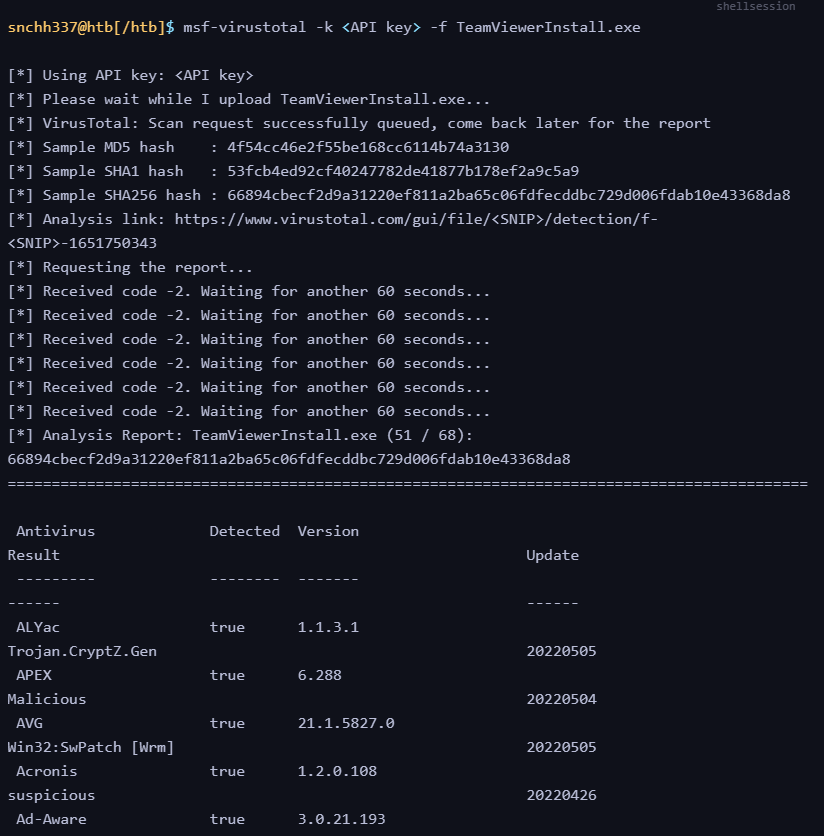 shellsession
snchh337@htb[/htb]$ msf-virustotal -k <API key> -f TeamViewerInstall.exe
[*] Using API key: <API key>
[*] Please wait while I upload TeamViewerInstall.exe...
[*] VirusTotal: Scan request successfully queued, come back later for the report
[*] Sample MD5 hash    : 4f54cc46e2f55be168cc6114b74a3130
[*] Sample SHA1 hash   : 53fcb4ed92cf40247782de41877b178ef2a9c5a9
[*] Sample SHA256 hash : 66894cbecf2d9a31220ef811a2ba65c06fdfecddbc729d006fdab10e43368da8
[*] Analysis link: https://www.virustotal.com/gui/file/<SNIP>/detection/f-
<SNIP>-1651750343
[*] Requesting the report...
[*] Received code -2. Waiting for another 60 seconds...
[*] Received code -2. Waiting for another 60 seconds...
[*] Received code -2. Waiting for another 60 seconds...
[*] Received code -2. Waiting for another 60 seconds...
[*] Received code -2. Waiting for another 60 seconds...
[*] Received code -2. Waiting for another 60 seconds...
[*] Analysis Report: TeamViewerInstall.exe (51 / 68):
66894cbecf2d9a31220ef811a2ba65c06fdfecddbc729d006fdab10e43368da8
===========================================================================================
 Antivirus             Detected  Version
Result                                                     Update
 ---------             --------  -------
------                                                     ------
 ALYac                 true      1.1.3.1
Trojan.CryptZ.Gen                                          20220505
 APEX                  true      6.288
Malicious                                                  20220504
 AVG                   true      21.1.5827.0
Win32:SwPatch [Wrm]                                        20220505
 Acronis               true      1.2.0.108
suspicious                                                 20220426
 Ad-Aware              true      3.0.21.193